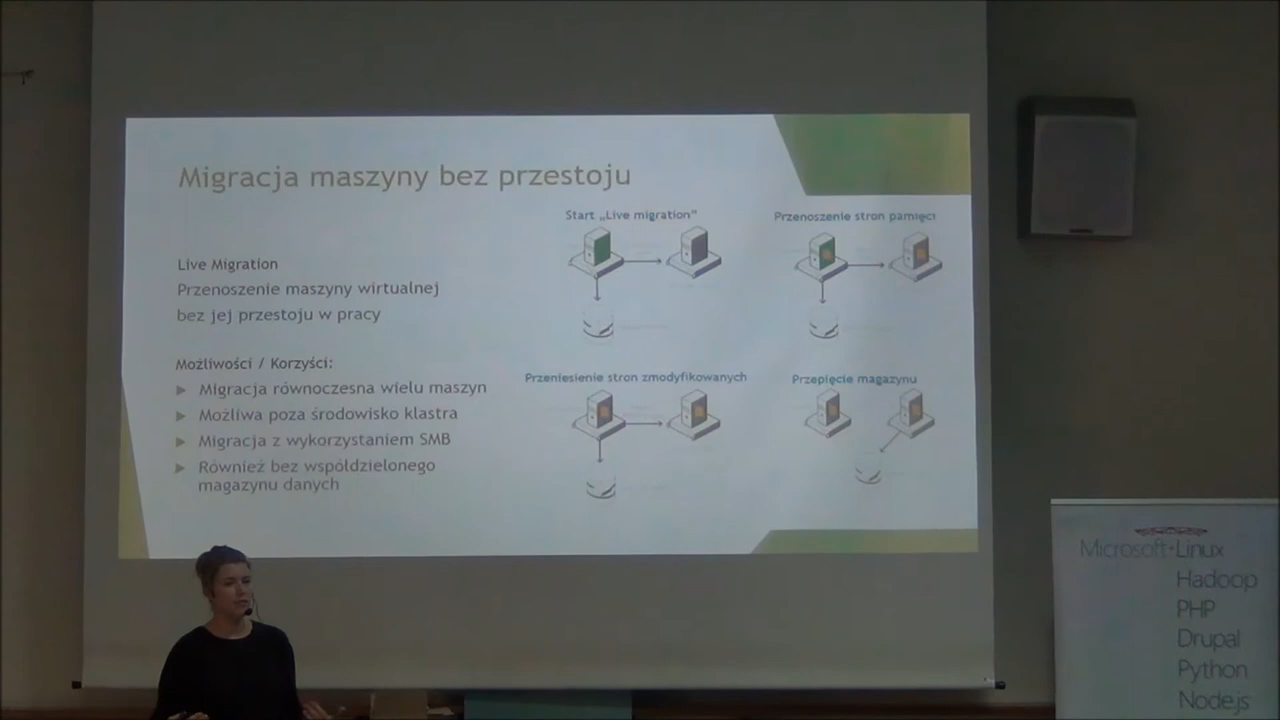 Migracja maszyny bez przestoju
Live Migration
Przenoszenie maszyny wirtualnej
bez jej przestoju w pracy
Możliwości / Korzyści:
Migracja równoczesna wielu maszyn
Możliwa poza środowisko klastra
Migracja z wykorzystaniem SMB
Również bez współdzielonego
magazynu danych
Start „Live migration”
Przenoszenie stron pamięci
Przeniesienie stron zmodyfikowanych
Przepięcie magazynu
Microsoft+Linux
Hadoop
PHP
Drupal
Python
Node.js